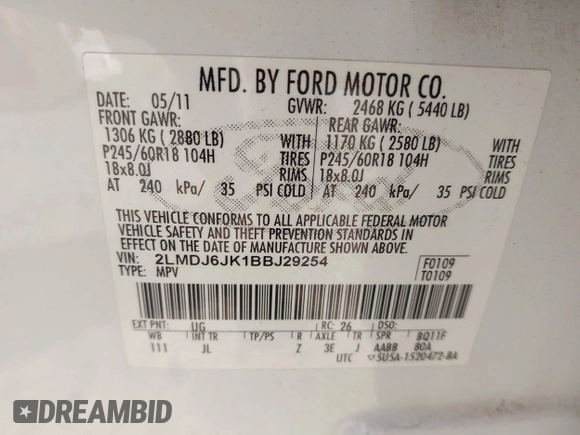 MFD. BY FORD MOTOR CO.
DATE: 05/11 GVWR: 2468 KG ( 5440 LB)
FRONT GAWR: REAR GAWR:
1306 KG ( 2880 LB) WITH 1170 KG ( 2580 LB) WITH
P245/60R18 104H TIRES P245/60R18 104H TIRES
18x8.0J RIMS 18x8.0J RIMS
AT 240 kPa/ 35 PSI COLD AT 240 kPa/ 35 PSI COLD
THIS VEHICLE CONFORMS TO ALL APPLICABLE FEDERAL MOTOR
VEHICLE SAFETY AND THEFT PREVENTION STANDARDS IN
EFFECT ON THE DATE OF MANUFACTURE SHOWN ABOVE.
VIN: 2LMDJ6JK1BBJ29254 F0109
TYPE: MPV T0109
EXT PNT: UG RC: 26 DSO:
WB INT TR TP/PS R AXLE TR SPR BQ11F
111 JL Z 3E J AABB 80A
UTC 5U5A-1520472-BA
Ford
DREAMBID